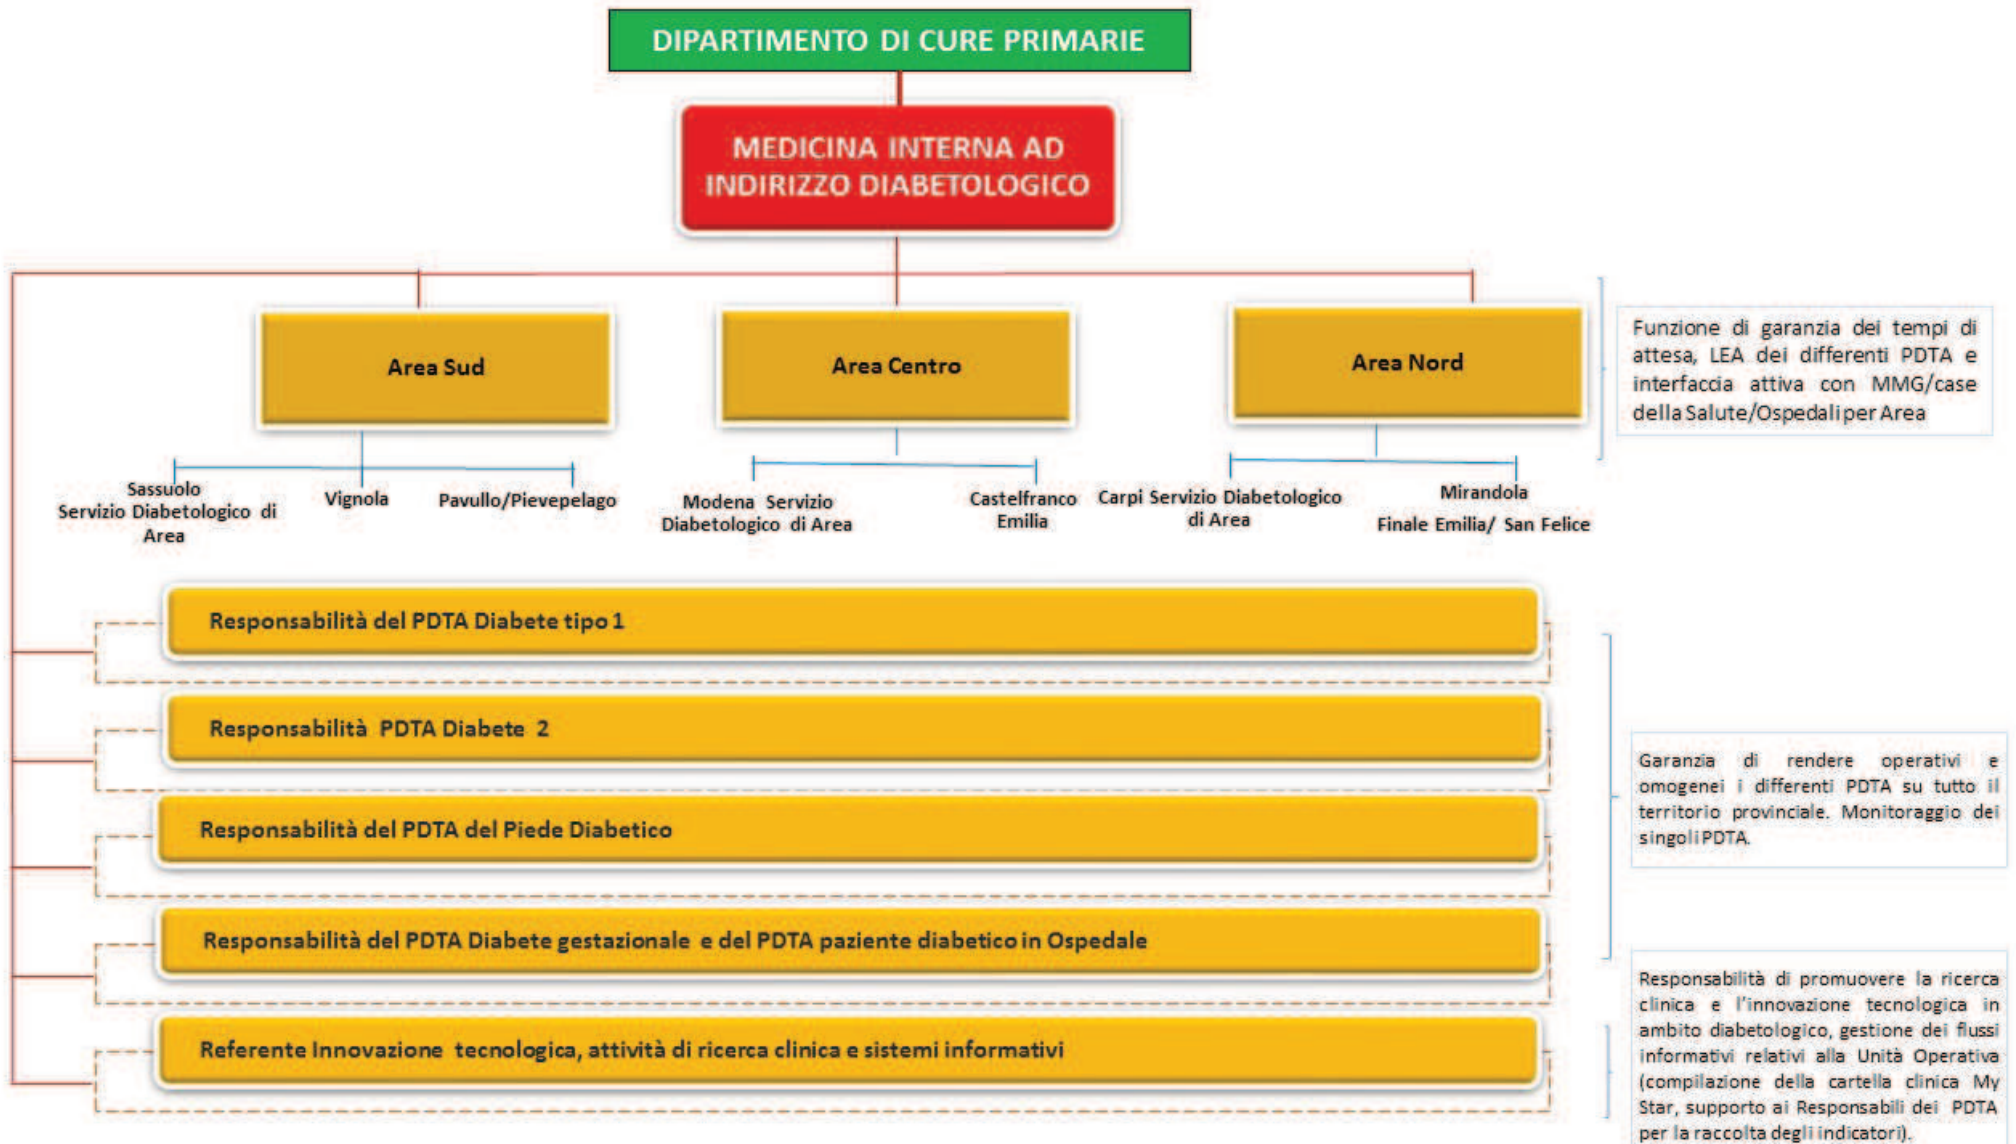 DIPARTIMENTO DI CURE PRIMARIE
MEDICINA INTERNA AD
INDIRIZZO DIABETOLOGICO
Area Sud
Area Centro
Area Nord
Funzione di garanzia dei tempi di
attesa, LEA dei differenti PDTA e
interfaccia attiva con MMG/case
della Salute/Ospedali per Area
Sassuolo
Servizio Diabetologico di
Area
Vignola
Pavullo/Pievepelago
Modena Servizio
Diabetologico di Area
Castelfranco
Emilia
Carpi Servizio Diabetologico
di Area
Mirandola
Finale Emilia/ San Felice
Responsabilità del PDTA Diabete tipo 1
Responsabilità PDTA Diabete 2
Responsabilità del PDTA del Piede Diabetico
Responsabilità del PDTA Diabete gestazionale e del PDTA paziente diabetico in Ospedale
Referente Innovazione tecnologica, attività di ricerca clinica e sistemi informativi
Garanzia di rendere operativi e
omogenei i differenti PDTA su tutto il
territorio provinciale. Monitoraggio dei
singoli PDTA.
Responsabilità di promuovere la ricerca
clinica e l'innovazione tecnologica in
ambito diabetologico, gestione dei flussi
informativi relativi alla Unità Operativa
(compilazione della cartella clinica My
Star, supporto ai Responsabili dei PDTA
per la raccolta degli indicatori).